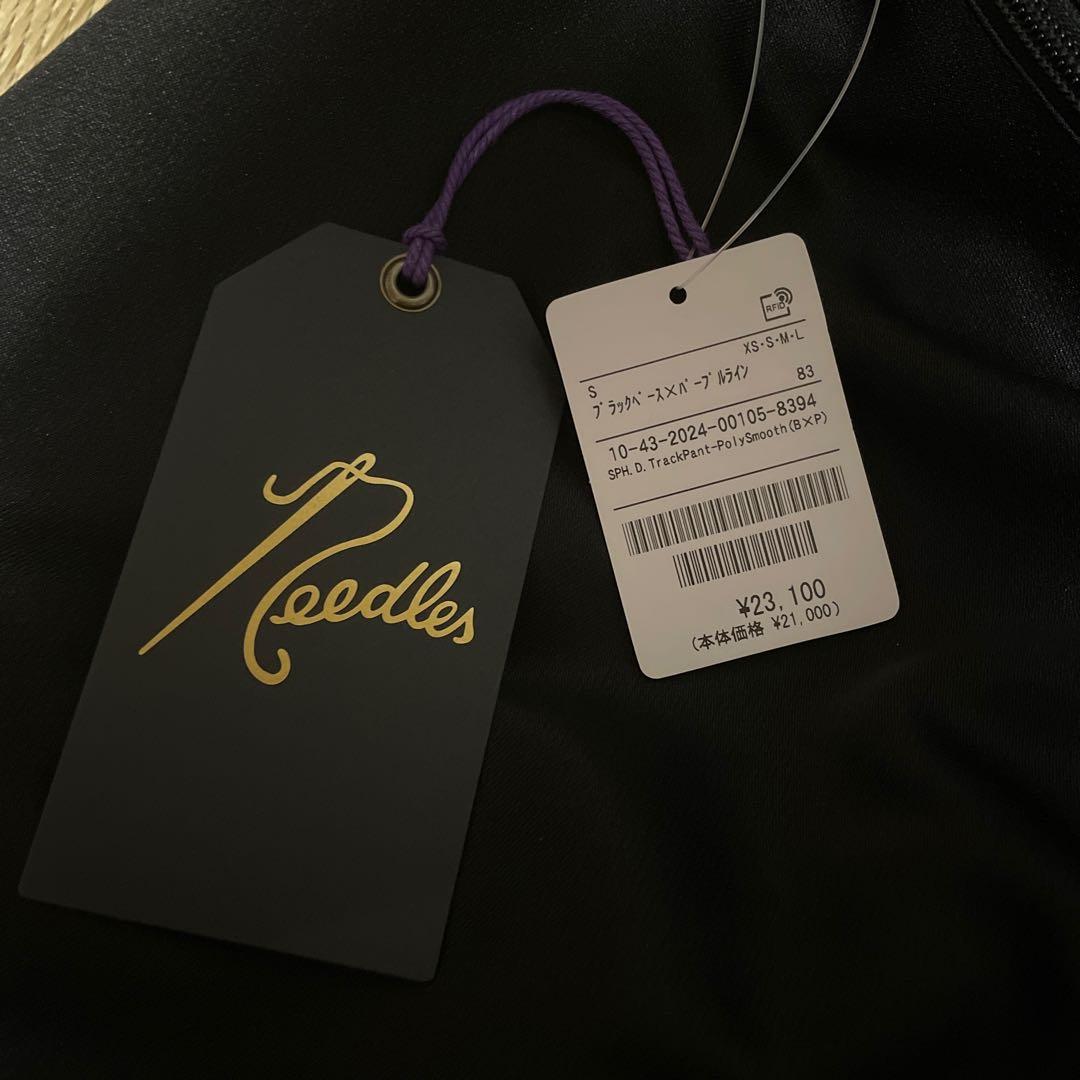 Needles
RFID
XS･S･M･L
S
ﾌﾞﾗｯｸﾍﾞｰｽ×ﾊﾟｰﾌﾟﾙﾗｲﾝ 83
10-43-2024-00105-8394
SPH.D.TrackPant-PolySmooth(B×P)
¥23,100
(本体価格 ¥21,000)